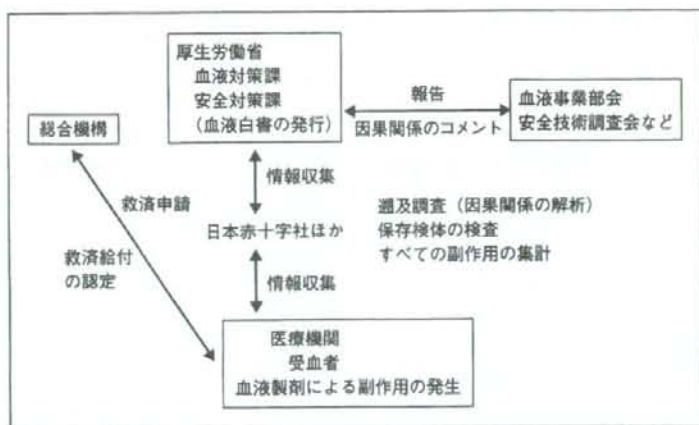 厚生労働省
血液対策課
安全対策課
(血液白書の発行)
報告
因果関係のコメント
血液事業部会
安全技術調査会など
総合機構
情報収集
救済申請
救済給付
の認定
日本赤十字社ほか
遡及調査(因果関係の解析)
保存検体の検査
すべての副作用の集計
情報収集
医療機関
受血者
血液製剤による副作用の発生